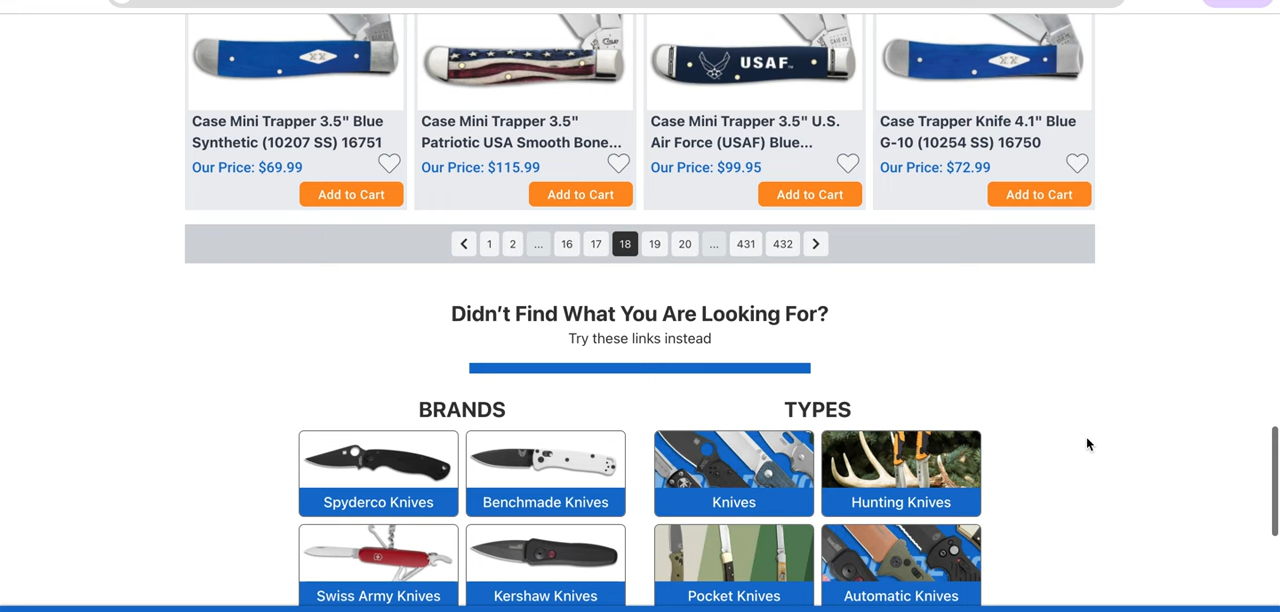 USAF
Case Mini Trapper 3.5" Blue
Synthetic (10207 SS) 16751
Our Price: $69.99
Add to Cart
Case Mini Trapper 3.5"
Patriotic USA Smooth Bone...
Our Price: $115.99
Add to Cart
Case Mini Trapper 3.5" U.S.
Air Force (USAF) Blue...
Our Price: $99.95
Add to Cart
Case Trapper Knife 4.1" Blue
G-10 (10254 SS) 16750
Our Price: $72.99
Add to Cart
1 2 ... 16 17 18 19 20 ... 431 432
Didn’t Find What You Are Looking For?
Try these links instead
BRANDS
Spyderco Knives
Benchmade Knives
Swiss Army Knives
Kershaw Knives
TYPES
Knives
Hunting Knives
Pocket Knives
Automatic Knives